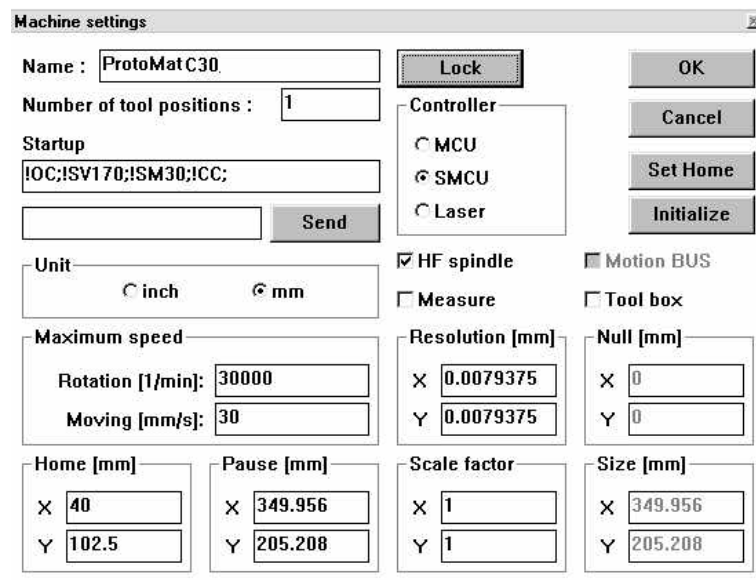 Machine settings
Name : ProtoMat C30
Lock
OK
Number of tool positions : 1
Controller
Cancel
Startup
MCU
!OC;!SV170;!SM30;!CC;
SMCU
Set Home
Send
Laser
Initialize
Unit
HF spindle
Motion BUS
inch
mm
Measure
Tool box
Maximum speed
Resolution [mm]
Null [mm]
Rotation [1/min]: 30000
X 0.0079375
X 0
Moving [mm/s]: 30
Y 0.0079375
Y 0
Home [mm]
Pause [mm]
Scale factor
Size [mm]
X 40
X 349.956
X 1
X 349.956
Y 102.5
Y 205.208
Y 1
Y 205.208